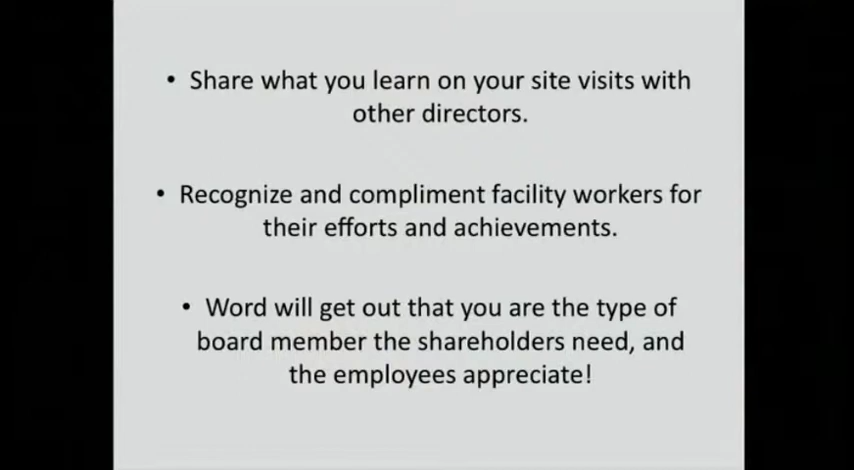 • Share what you learn on your site visits with
other directors.
• Recognize and compliment facility workers for
their efforts and achievements.
• Word will get out that you are the type of
board member the shareholders need, and
the employees appreciate!